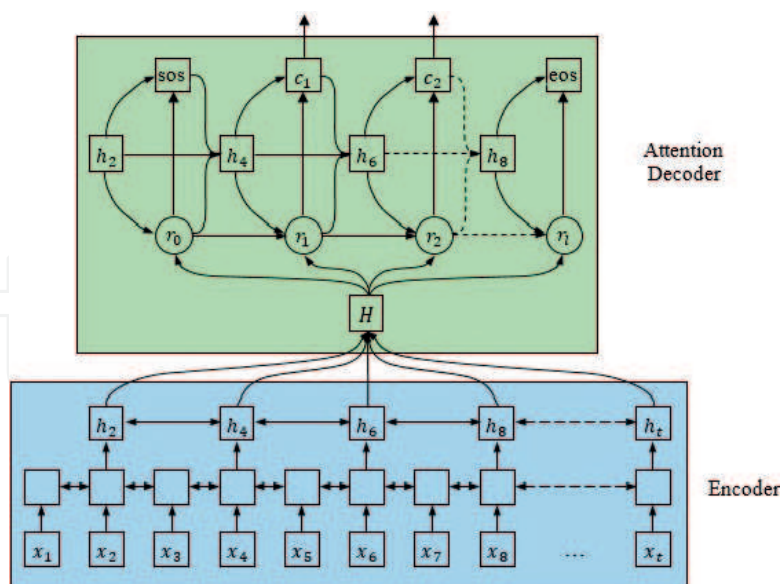 sos c₁ c₂ eos
h₂ h₄ h₆ h₈
Attention
Decoder
r₀ r₁ r₂ rₗ
H
h₂ h₄ h₆ h₈ hₜ
Encoder
x₁ x₂ x₃ x₄ x₅ x₆ x₇ x₈ ... xₜ